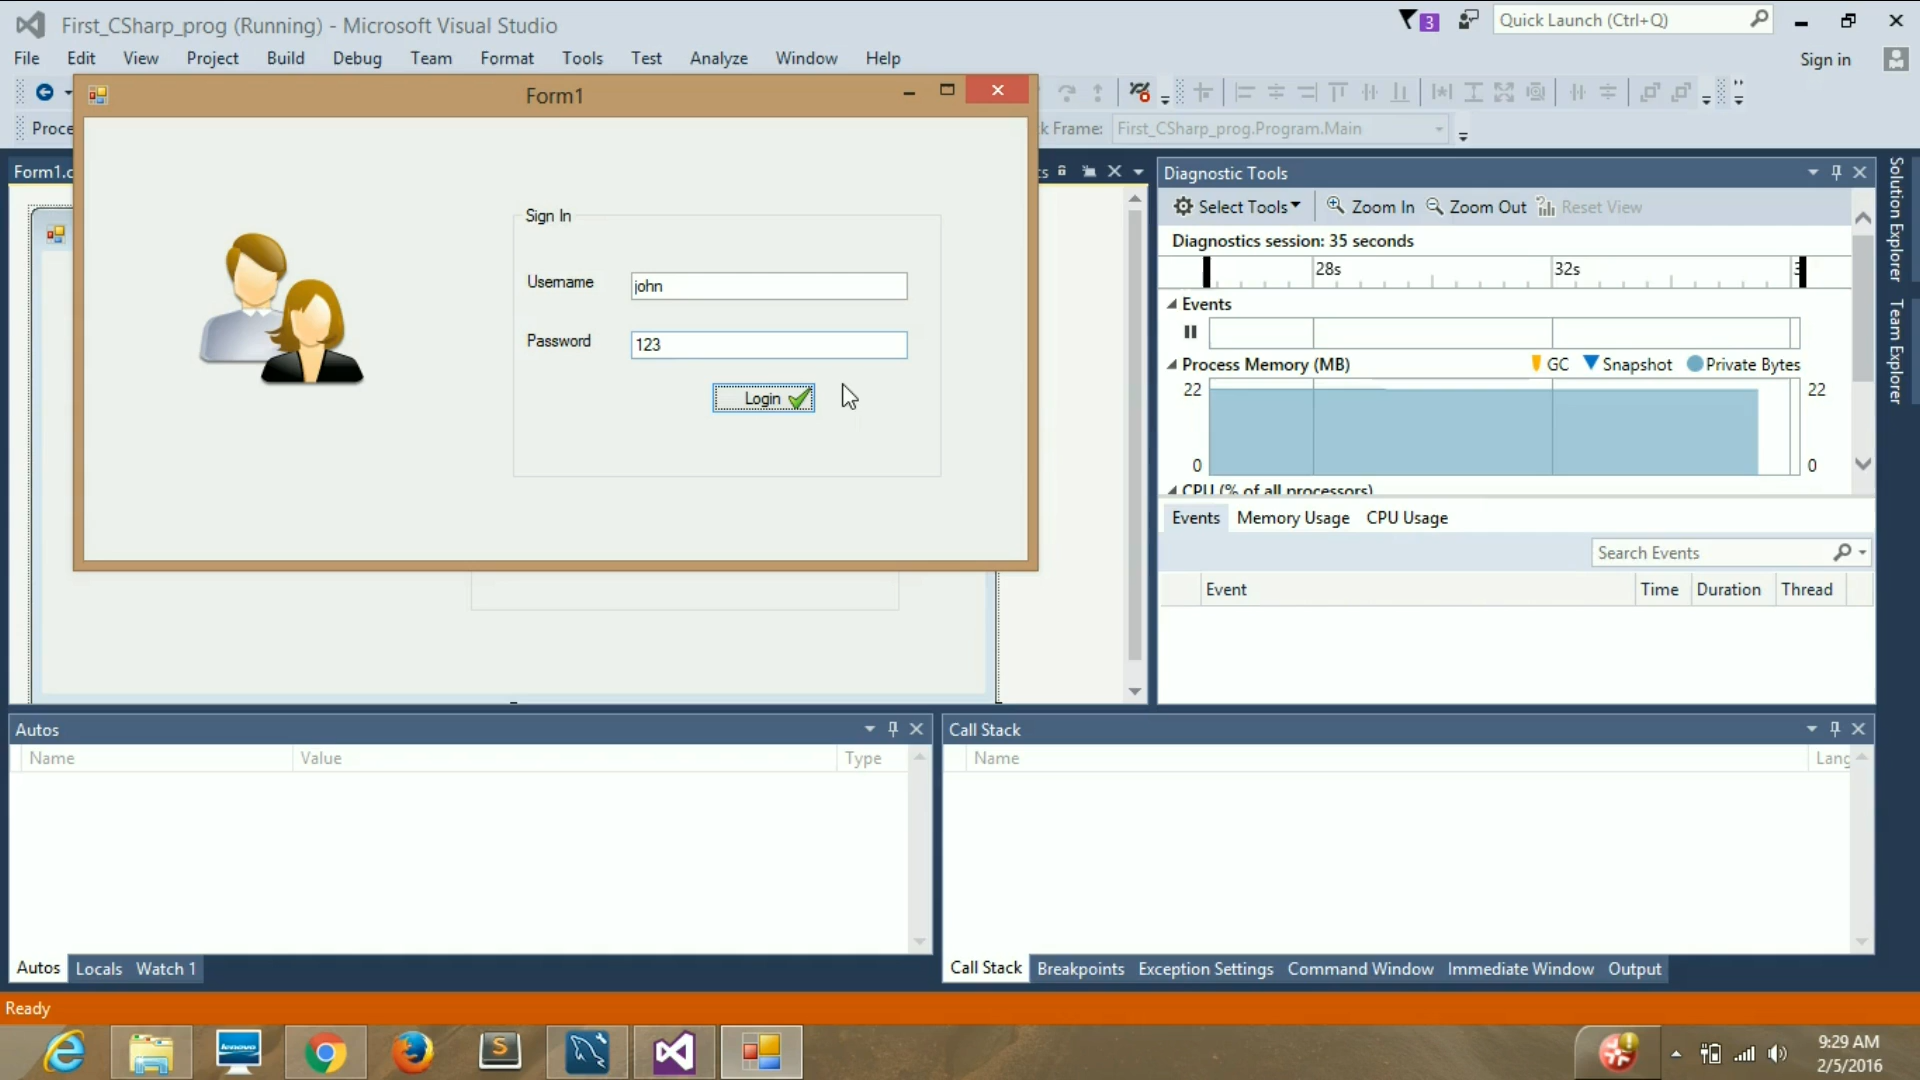 First_CSharp_prog (Running) - Microsoft Visual Studio
3
Quick Launch (Ctrl+Q)
File Edit View Project Build Debug Team Format Tools Test Analyze Window Help
Sign in
Form1
Proce
k Frame: First_CSharp_prog.Program.Main
Form1.c
cs
Sign In
Username
john
Password
123
Login
Diagnostic Tools
Select Tools Zoom In Zoom Out Reset View
Diagnostics session: 35 seconds
28s 32s
Events
Process Memory (MB) GC Snapshot Private Bytes
22 22
0 0
CPU (% of all processors)
Events Memory Usage CPU Usage
Search Events
Event Time Duration Thread
Solution Explorer
Team Explorer
Autos
Name Value Type
Call Stack
Name Lang
Autos Locals Watch 1
Call Stack Breakpoints Exception Settings Command Window Immediate Window Output
Ready
lenovo
S
9:29 AM
2/5/2016